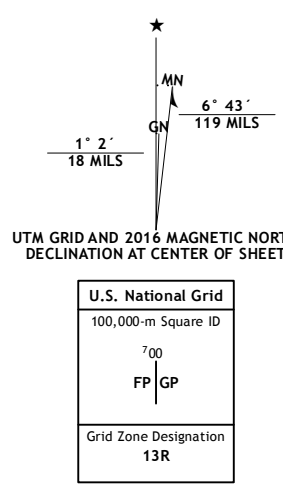 ★
MN
GN
6° 43´
119 MILS
1° 2´
18 MILS
UTM GRID AND 2016 MAGNETIC NORT
DECLINATION AT CENTER OF SHEET
U.S. National Grid
100,000-m Square ID
⁷00
FP GP
Grid Zone Designation
13R